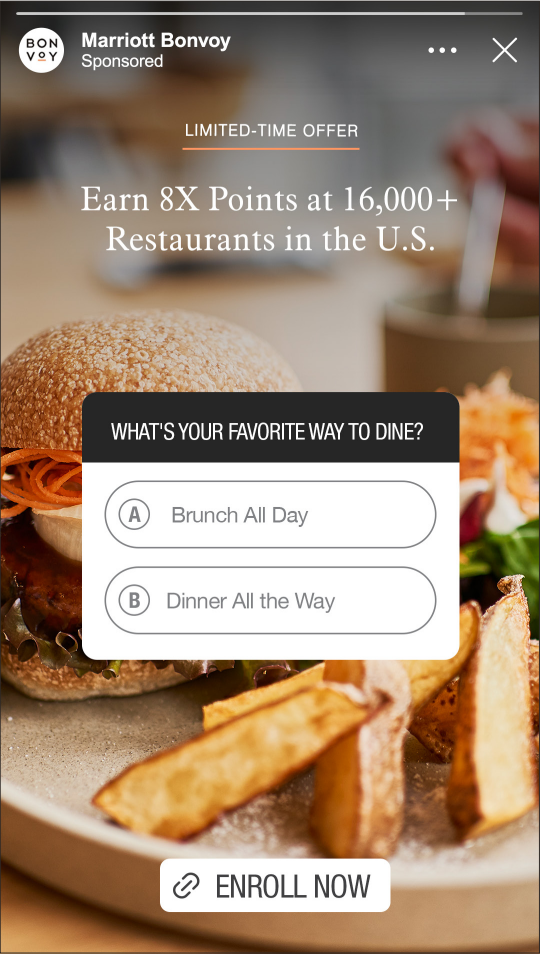 BON
VOY
Marriott Bonvoy
Sponsored
LIMITED-TIME OFFER
Earn 8X Points at 16,000+
Restaurants in the U.S.
WHAT'S YOUR FAVORITE WAY TO DINE?
A Brunch All Day
B Dinner All the Way
ENROLL NOW